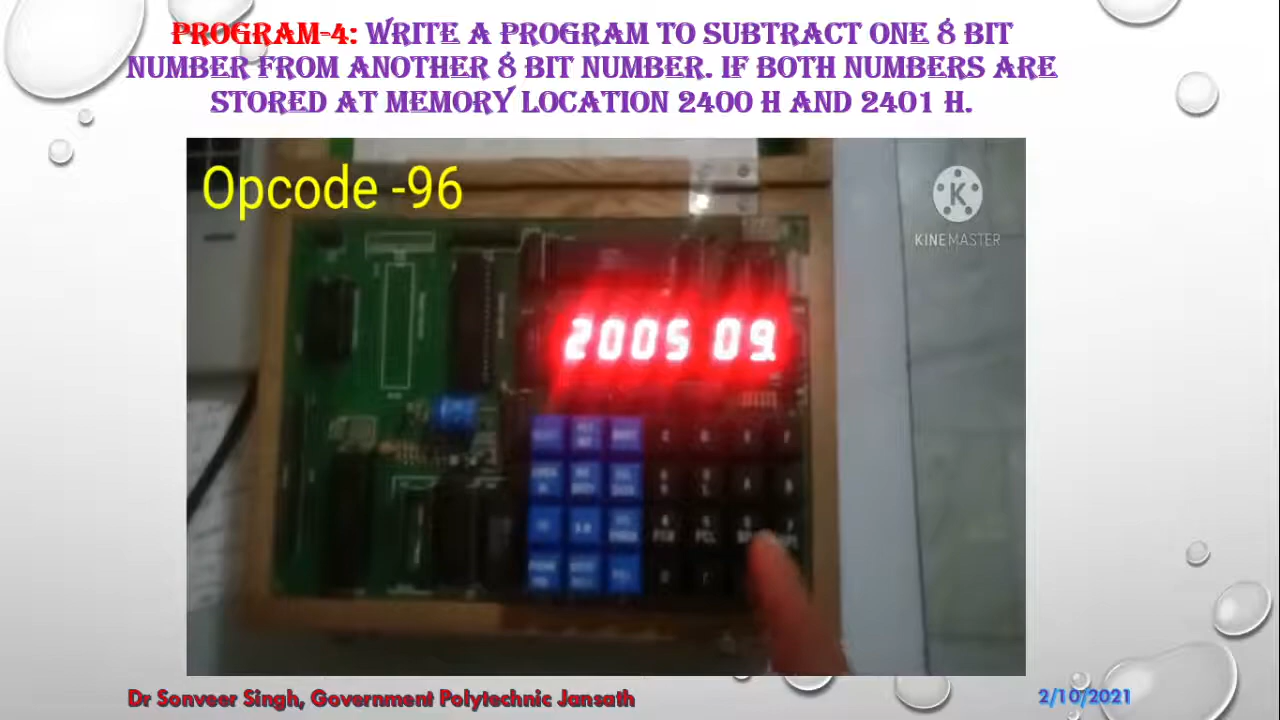 PROGRAM-4: WRITE A PROGRAM TO SUBTRACT ONE 8 BIT
NUMBER FROM ANOTHER 8 BIT NUMBER. IF BOTH NUMBERS ARE
STORED AT MEMORY LOCATION 2400 H AND 2401 H.
Opcode -96
K
KINEMASTER
2005 09.
Dr Sonveer Singh, Government Polytechnic Jansath
2/10/2021